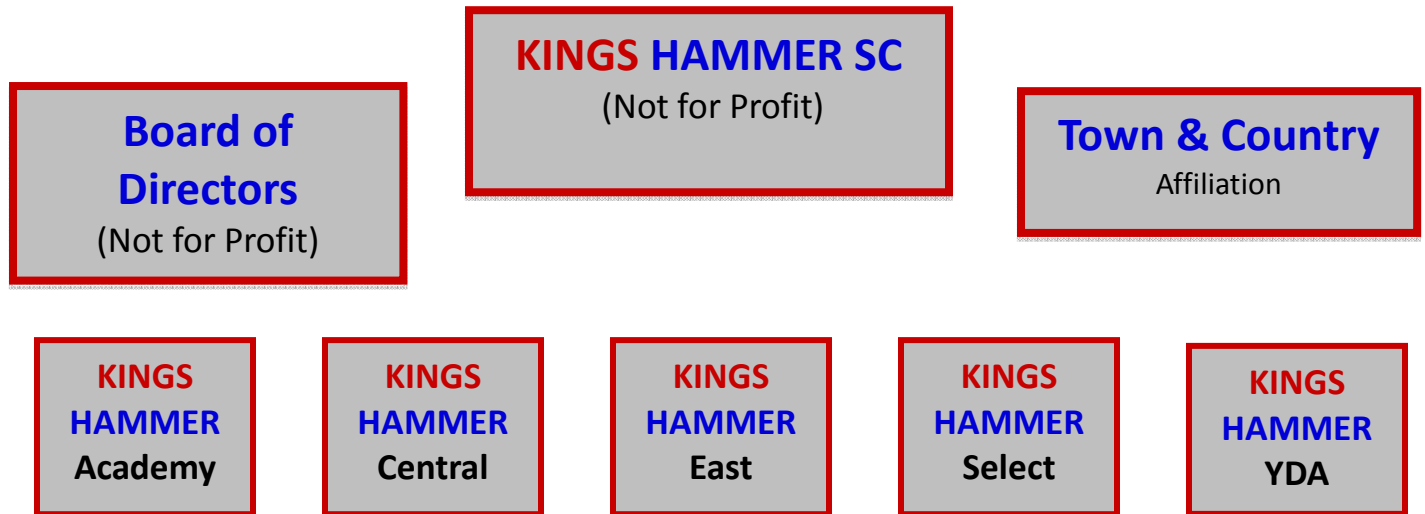 KINGS HAMMER SC
(Not for Profit)
Board of
Directors
(Not for Profit)
Town & Country
Affiliation
KINGS
HAMMER
Academy
KINGS
HAMMER
Central
KINGS
HAMMER
East
KINGS
HAMMER
Select
KINGS
HAMMER
YDA